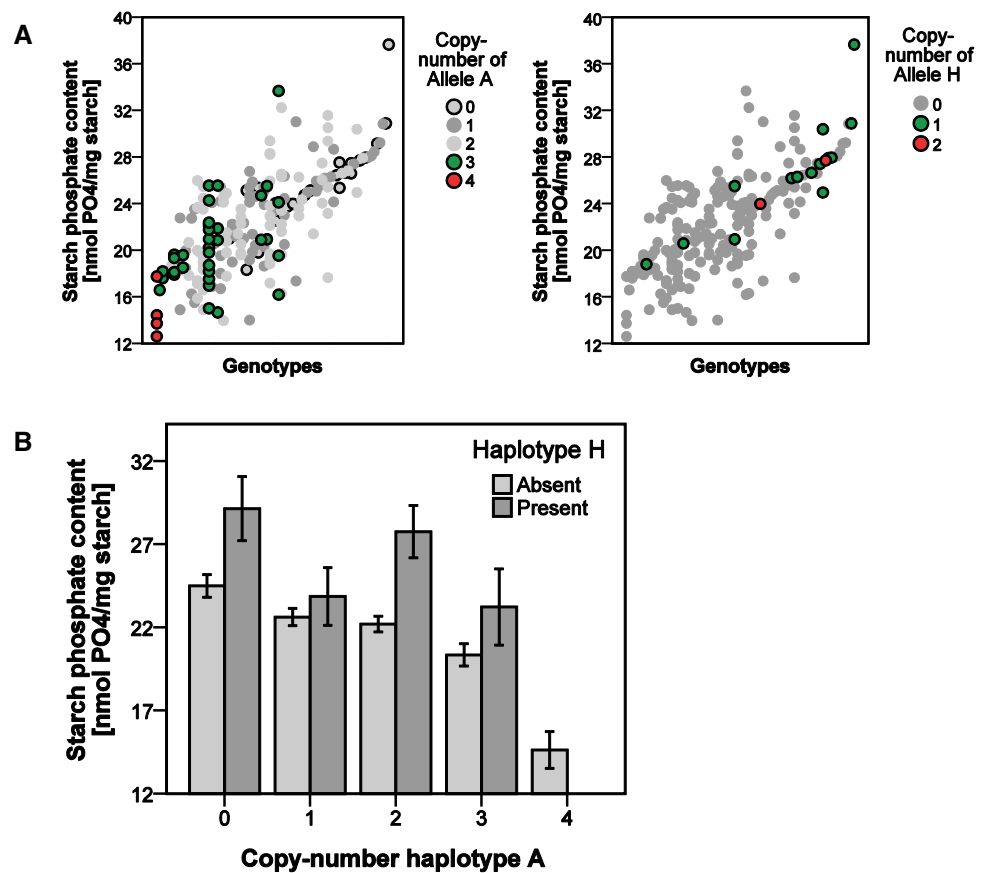 A
Starch phosphate content
[nmol PO4/mg starch]
40
36
32
28
24
20
16
12
Genotypes
Copy-
number of
Allele A
0
1
2
3
4
Starch phosphate content
[nmol PO4/mg starch]
40
36
32
28
24
20
16
12
Genotypes
Copy-
number of
Allele H
0
1
2
B
Starch phosphate content
[nmol PO4/mg starch]
32
27
22
17
12
Haplotype H
Absent
Present
0 1 2 3 4
Copy-number haplotype A